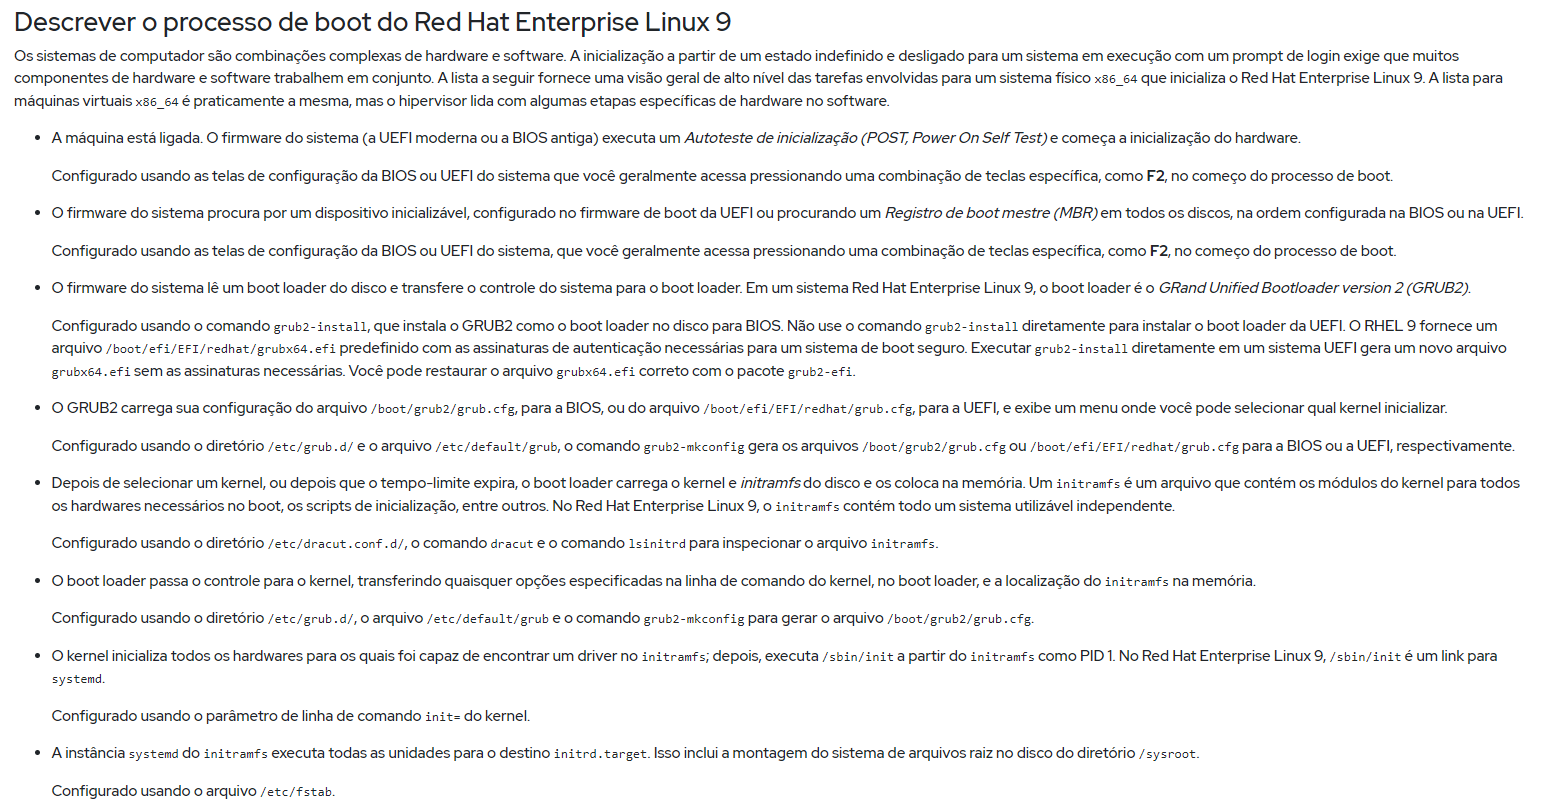 Descrever o processo de boot do Red Hat Enterprise Linux 9
Os sistemas de computador são combinações complexas de hardware e software. A inicialização a partir de um estado indefinido e desligado para um sistema em execução com um prompt de login exige que muitos
componentes de hardware e software trabalhem em conjunto. A lista a seguir fornece uma visão geral de alto nível das tarefas envolvidas para um sistema físico x86_64 que inicializa o Red Hat Enterprise Linux 9. A lista para
máquinas virtuais x86_64 é praticamente a mesma, mas o hipervisor lida com algumas etapas específicas de hardware no software.
• A máquina está ligada. O firmware do sistema (a UEFI moderna ou a BIOS antiga) executa um Autoteste de inicialização (POST, Power On Self Test) e começa a inicialização do hardware.
Configurado usando as telas de configuração da BIOS ou UEFI do sistema que você geralmente acessa pressionando uma combinação de teclas específica, como F2, no começo do processo de boot.
• O firmware do sistema procura por um dispositivo inicializável, configurado no firmware de boot da UEFI ou procurando um Registro de boot mestre (MBR) em todos os discos, na ordem configurada na BIOS ou na UEFI.
Configurado usando as telas de configuração da BIOS ou UEFI do sistema, que você geralmente acessa pressionando uma combinação de teclas específica, como F2, no começo do processo de boot.
• O firmware do sistema lê um boot loader do disco e transfere o controle do sistema para o boot loader. Em um sistema Red Hat Enterprise Linux 9, o boot loader é o GRand Unified Bootloader version 2 (GRUB2).
Configurado usando o comando grub2-install, que instala o GRUB2 como o boot loader no disco para BIOS. Não use o comando grub2-install diretamente para instalar o boot loader da UEFI. O RHEL 9 fornece um
arquivo /boot/efi/EFI/redhat/grubx64.efi predefinido com as assinaturas de autenticação necessárias para um sistema de boot seguro. Executar grub2-install diretamente em um sistema UEFI gera um novo arquivo
grubx64.efi sem as assinaturas necessárias. Você pode restaurar o arquivo grubx64.efi correto com o pacote grub2-efi.
• O GRUB2 carrega sua configuração do arquivo /boot/grub2/grub.cfg, para a BIOS, ou do arquivo /boot/efi/EFI/redhat/grub.cfg, para a UEFI, e exibe um menu onde você pode selecionar qual kernel inicializar.
Configurado usando o diretório /etc/grub.d/ e o arquivo /etc/default/grub, o comando grub2-mkconfig gera os arquivos /boot/grub2/grub.cfg ou /boot/efi/EFI/redhat/grub.cfg para a BIOS ou a UEFI, respectivamente.
• Depois de selecionar um kernel, ou depois que o tempo-limite expira, o boot loader carrega o kernel e initramfs do disco e os coloca na memória. Um initramfs é um arquivo que contém os módulos do kernel para todos
os hardwares necessários no boot, os scripts de inicialização, entre outros. No Red Hat Enterprise Linux 9, o initramfs contém todo um sistema utilizável independente.
Configurado usando o diretório /etc/dracut.conf.d/, o comando dracut e o comando lsinitrd para inspecionar o arquivo initramfs.
• O boot loader passa o controle para o kernel, transferindo quaisquer opções especificadas na linha de comando do kernel, no boot loader, e a localização do initramfs na memória.
Configurado usando o diretório /etc/grub.d/, o arquivo /etc/default/grub e o comando grub2-mkconfig para gerar o arquivo /boot/grub2/grub.cfg.
• O kernel inicializa todos os hardwares para os quais foi capaz de encontrar um driver no initramfs; depois, executa /sbin/init a partir do initramfs como PID 1. No Red Hat Enterprise Linux 9, /sbin/init é um link para
systemd.
Configurado usando o parâmetro de linha de comando init= do kernel.
• A instância systemd do initramfs executa todas as unidades para o destino initrd.target. Isso inclui a montagem do sistema de arquivos raiz no disco do diretório /sysroot.
Configurado usando o arquivo /etc/fstab.